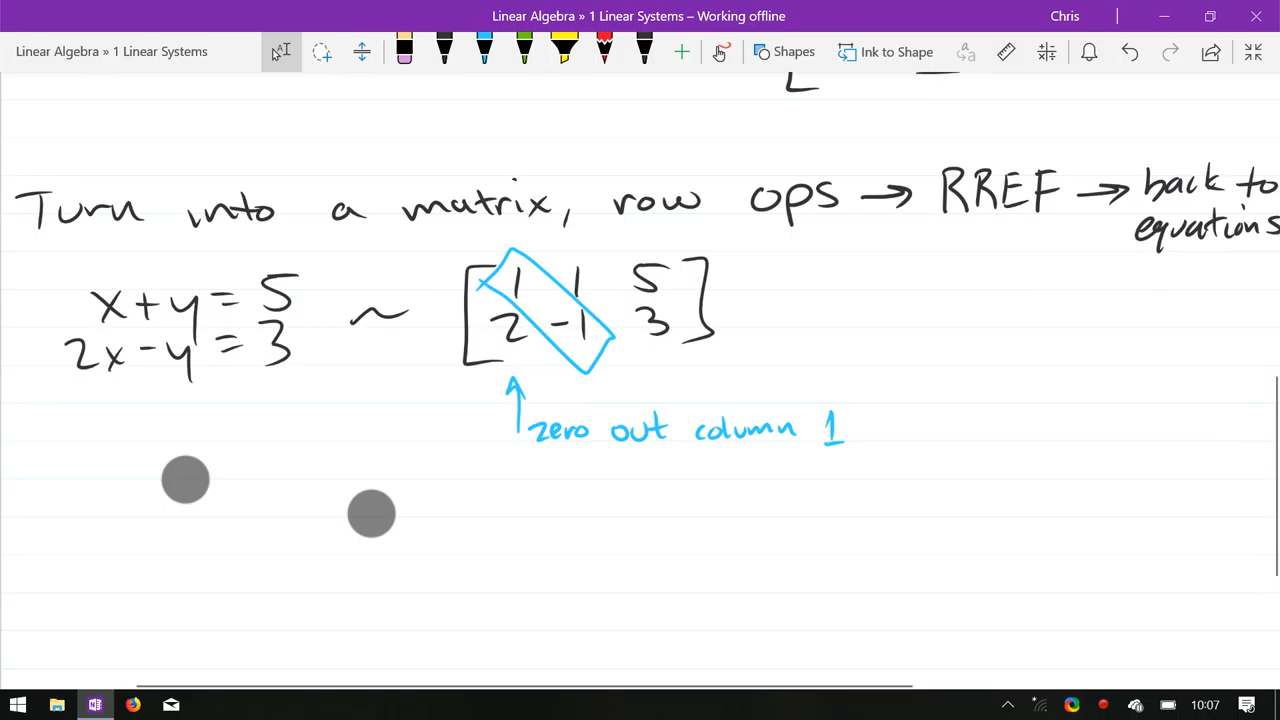 Linear Algebra » 1 Linear Systems – Working offline
Chris
Linear Algebra » 1 Linear Systems
Shapes
Ink to Shape
Turn into a matrix, row ops → RREF → back to equations
x + y = 5
2x - y = 3
~
[ 1 1 5
2 -1 3 ]
↑ zero out column 1
10:07